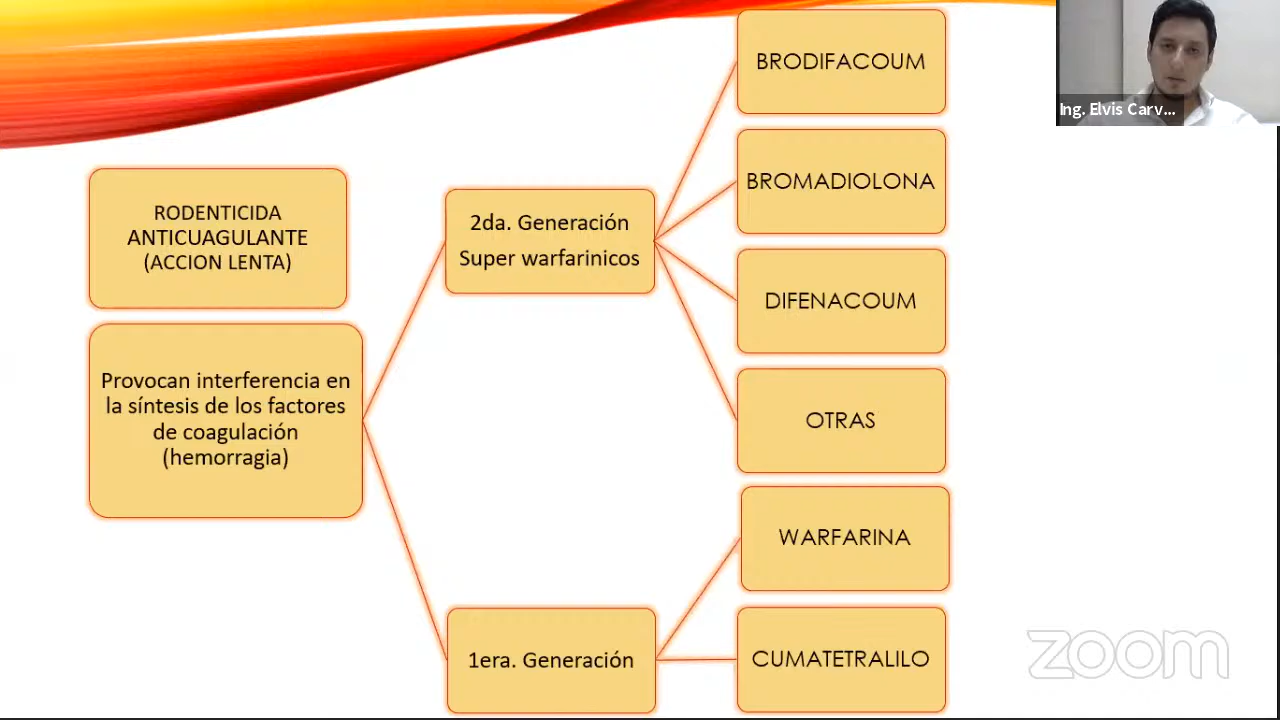 RODENTICIDA
ANTICUAGULANTE
(ACCION LENTA)
Provocan interferencia en
la síntesis de los factores
de coagulación
(hemorragia)
2da. Generación
Super warfarinicos
1era. Generación
BRODIFACOUM
BROMADIOLONA
DIFENACOUM
OTRAS
WARFARINA
CUMATETRALILO
Ing. Elvis Carv...
zoom